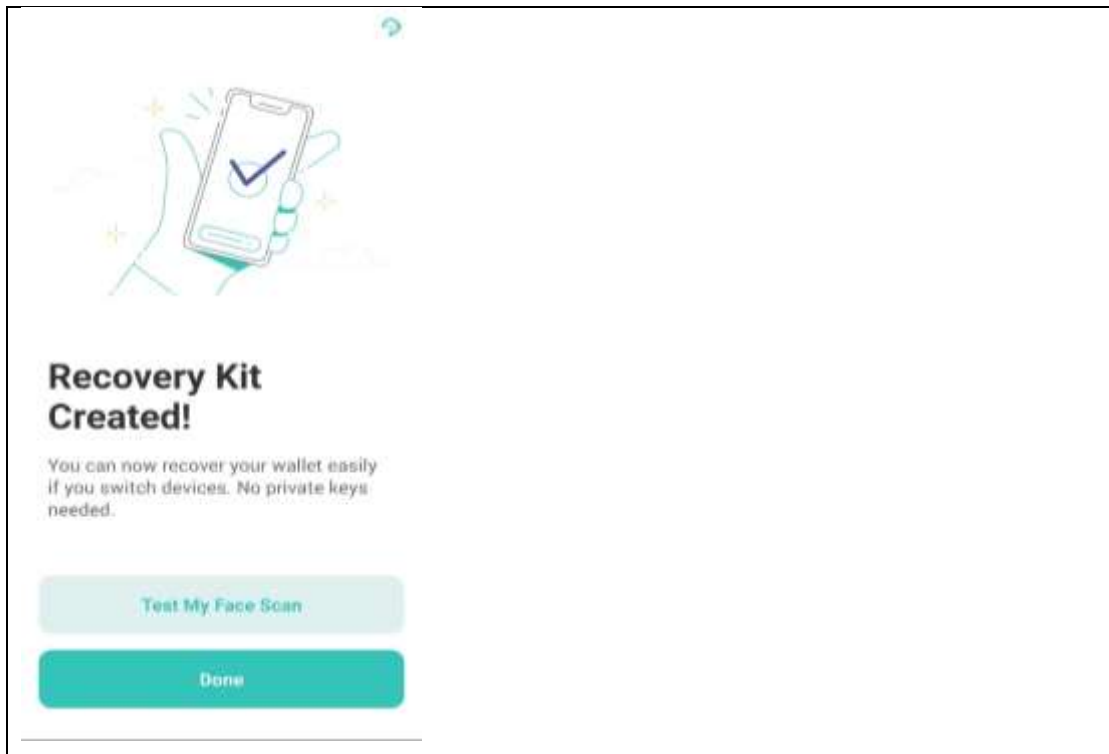 Recovery Kit
Created!
You can now recover your wallet easily
if you switch devices. No private keys
needed.
Test My Face Scan
Done